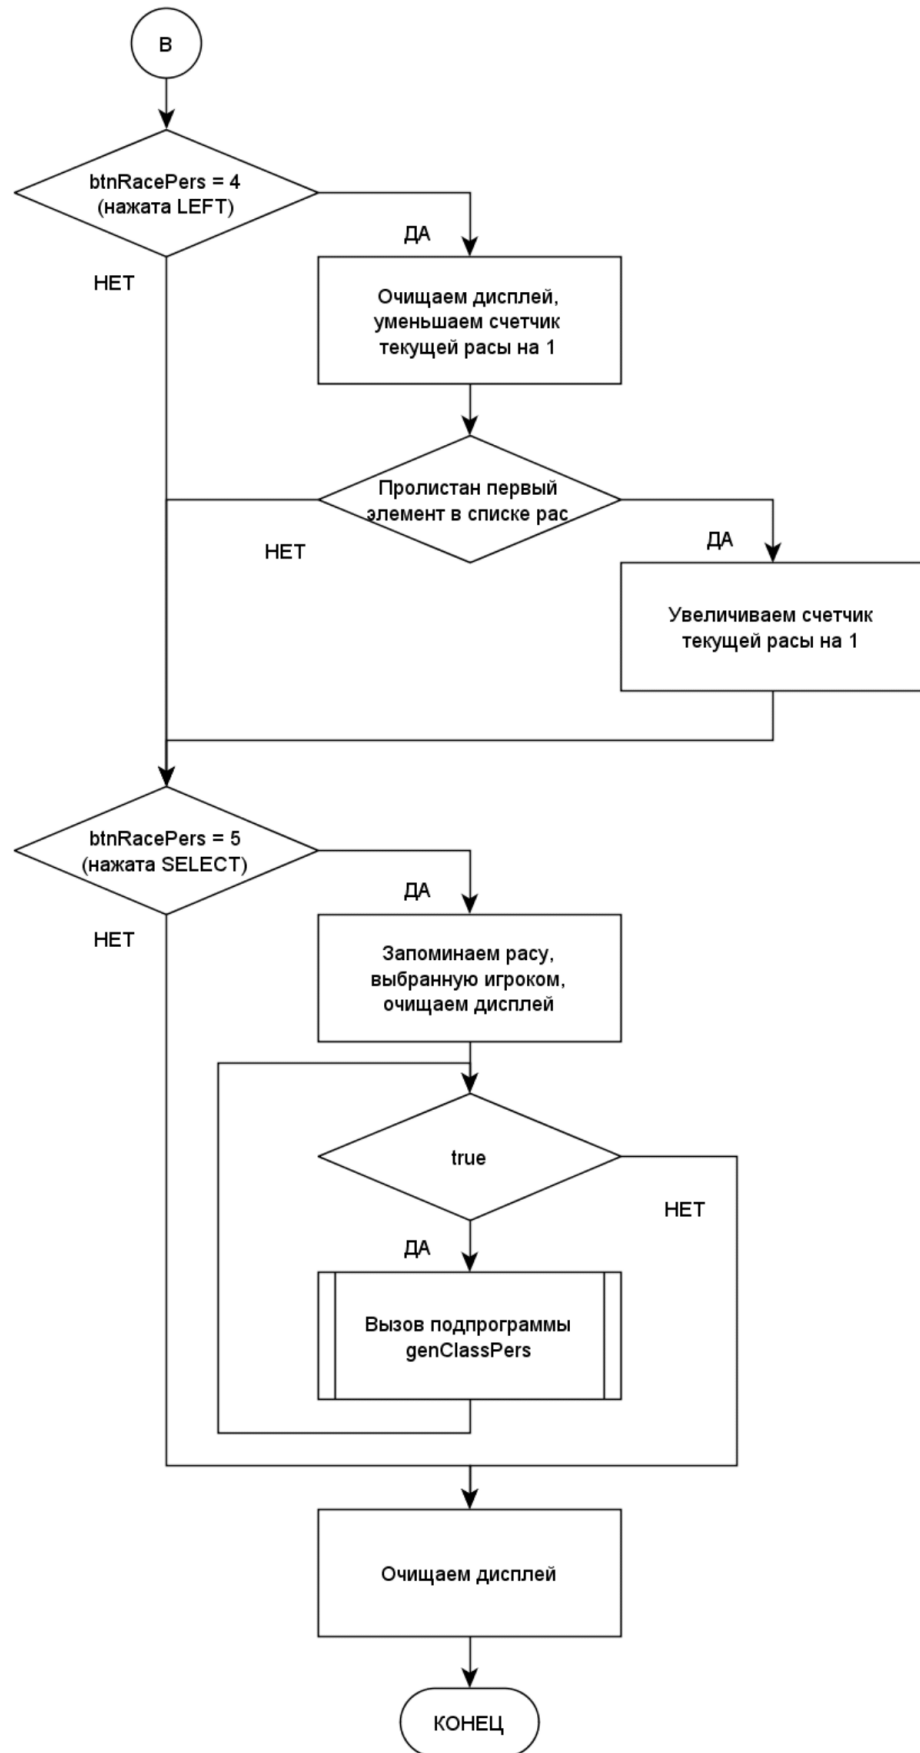 В
btnRacePers = 4
(нажата LEFT)
ДА
НЕТ
Очищаем дисплей,
уменьшаем счетчик
текущей расы на 1
Пролистан первый
элемент в списке рас
НЕТ
ДА
Увеличиваем счетчик
текущей расы на 1
btnRacePers = 5
(нажата SELECT)
ДА
НЕТ
Запоминаем расу,
выбранную игроком,
очищаем дисплей
true
НЕТ
ДА
Вызов подпрограммы
genClassPers
Очищаем дисплей
КОНЕЦ